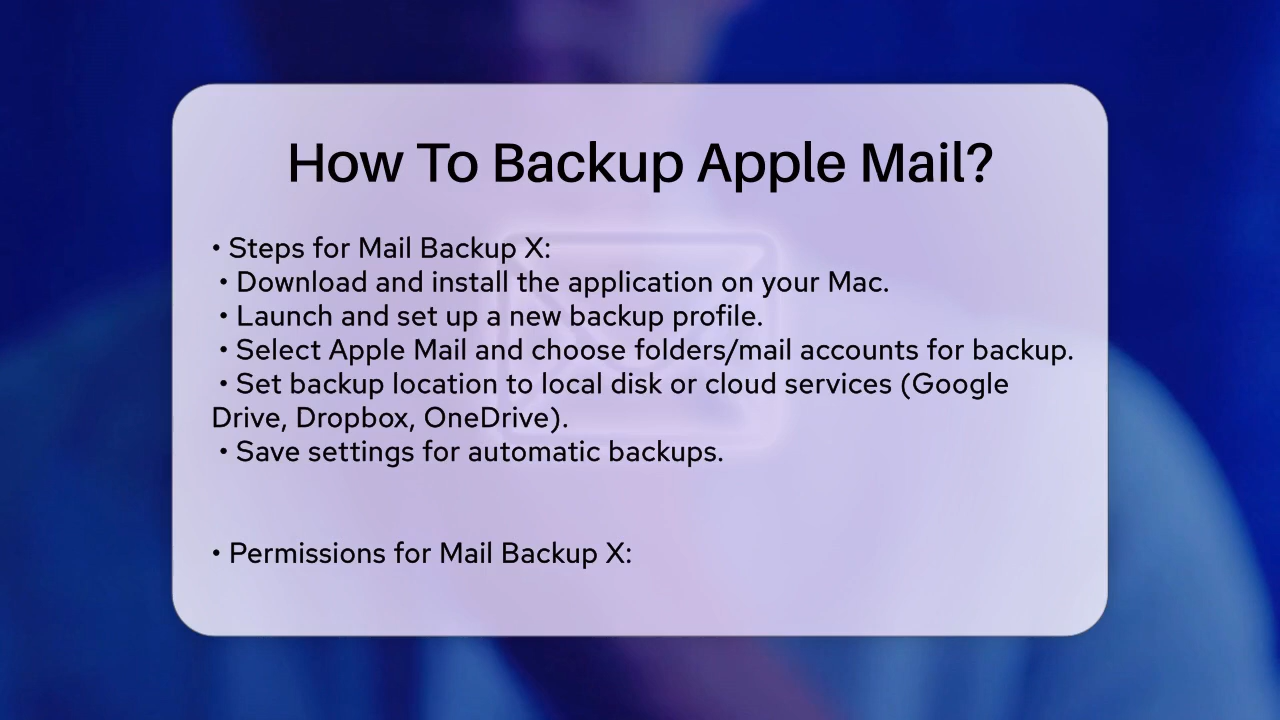 How To Backup Apple Mail?
• Steps for Mail Backup X:
• Download and install the application on your Mac.
• Launch and set up a new backup profile.
• Select Apple Mail and choose folders/mail accounts for backup.
• Set backup location to local disk or cloud services (Google
Drive, Dropbox, OneDrive).
• Save settings for automatic backups.
• Permissions for Mail Backup X: